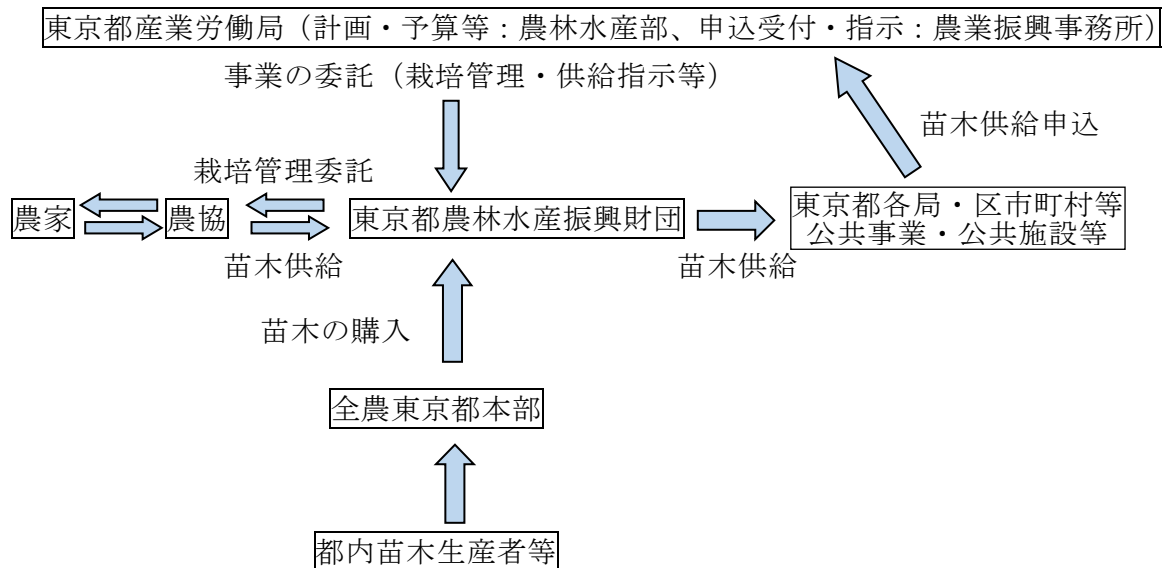 東京都産業労働局（計画・予算等：農林水産部、申込受付・指示：農業振興事務所）
事業の委託（栽培管理・供給指示等）
苗木供給申込
栽培管理委託
農家
農協
東京都農林水産振興財団
東京都各局・区市町村等
公共事業・公共施設等
苗木供給
苗木供給
苗木の購入
全農東京都本部
都内苗木生産者等